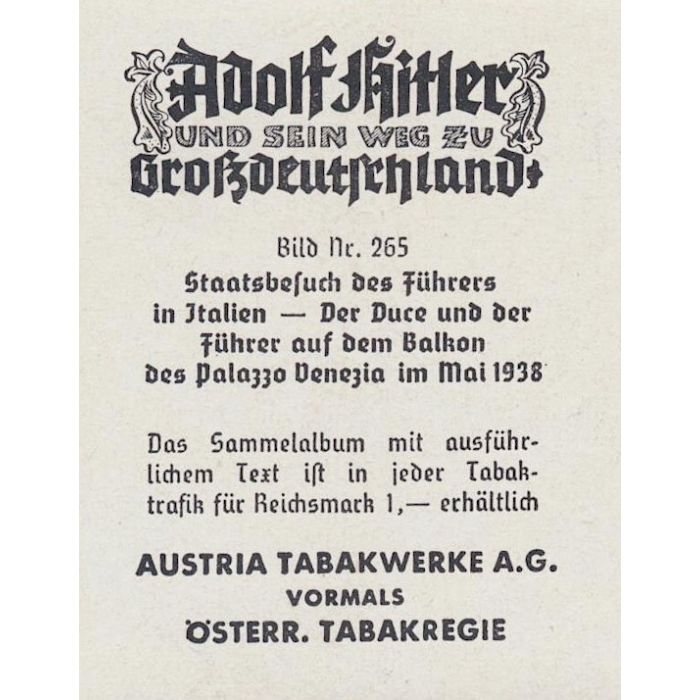 Adolf Hitler
UND SEIN WEG ZU
Großdeutschland
Bild Nr. 265
Staatsbesuch des Führers
in Italien — Der Duce und der
Führer auf dem Balkon
des Palazzo Venezia im Mai 1938
Das Sammelalbum mit ausführ-
lichem Text ist in jeder Tabak-
trafik für Reichsmark 1,— erhältlich
AUSTRIA TABAKWERKE A.G.
VORMALS
ÖSTERR. TABAKREGIE